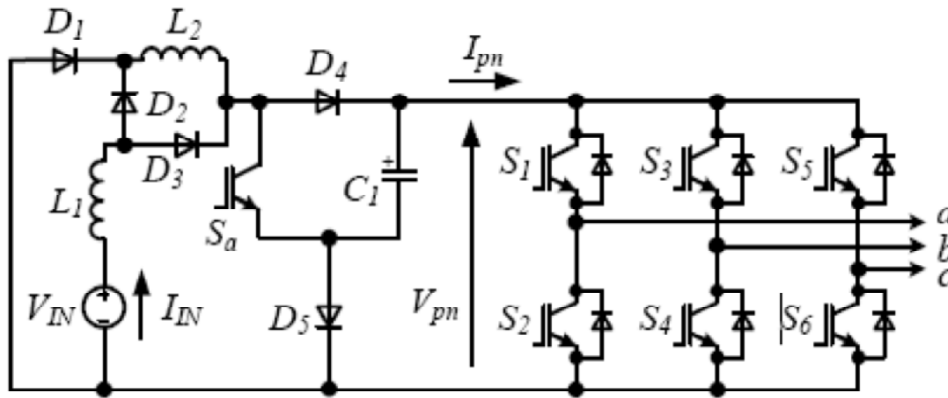 D1
L2
D4
Ipn
D2
D3
S1
S3
S5
L1
C1
Sa
a
b
c
VIN
IIN
D5
Vpn
S2
S4
S6